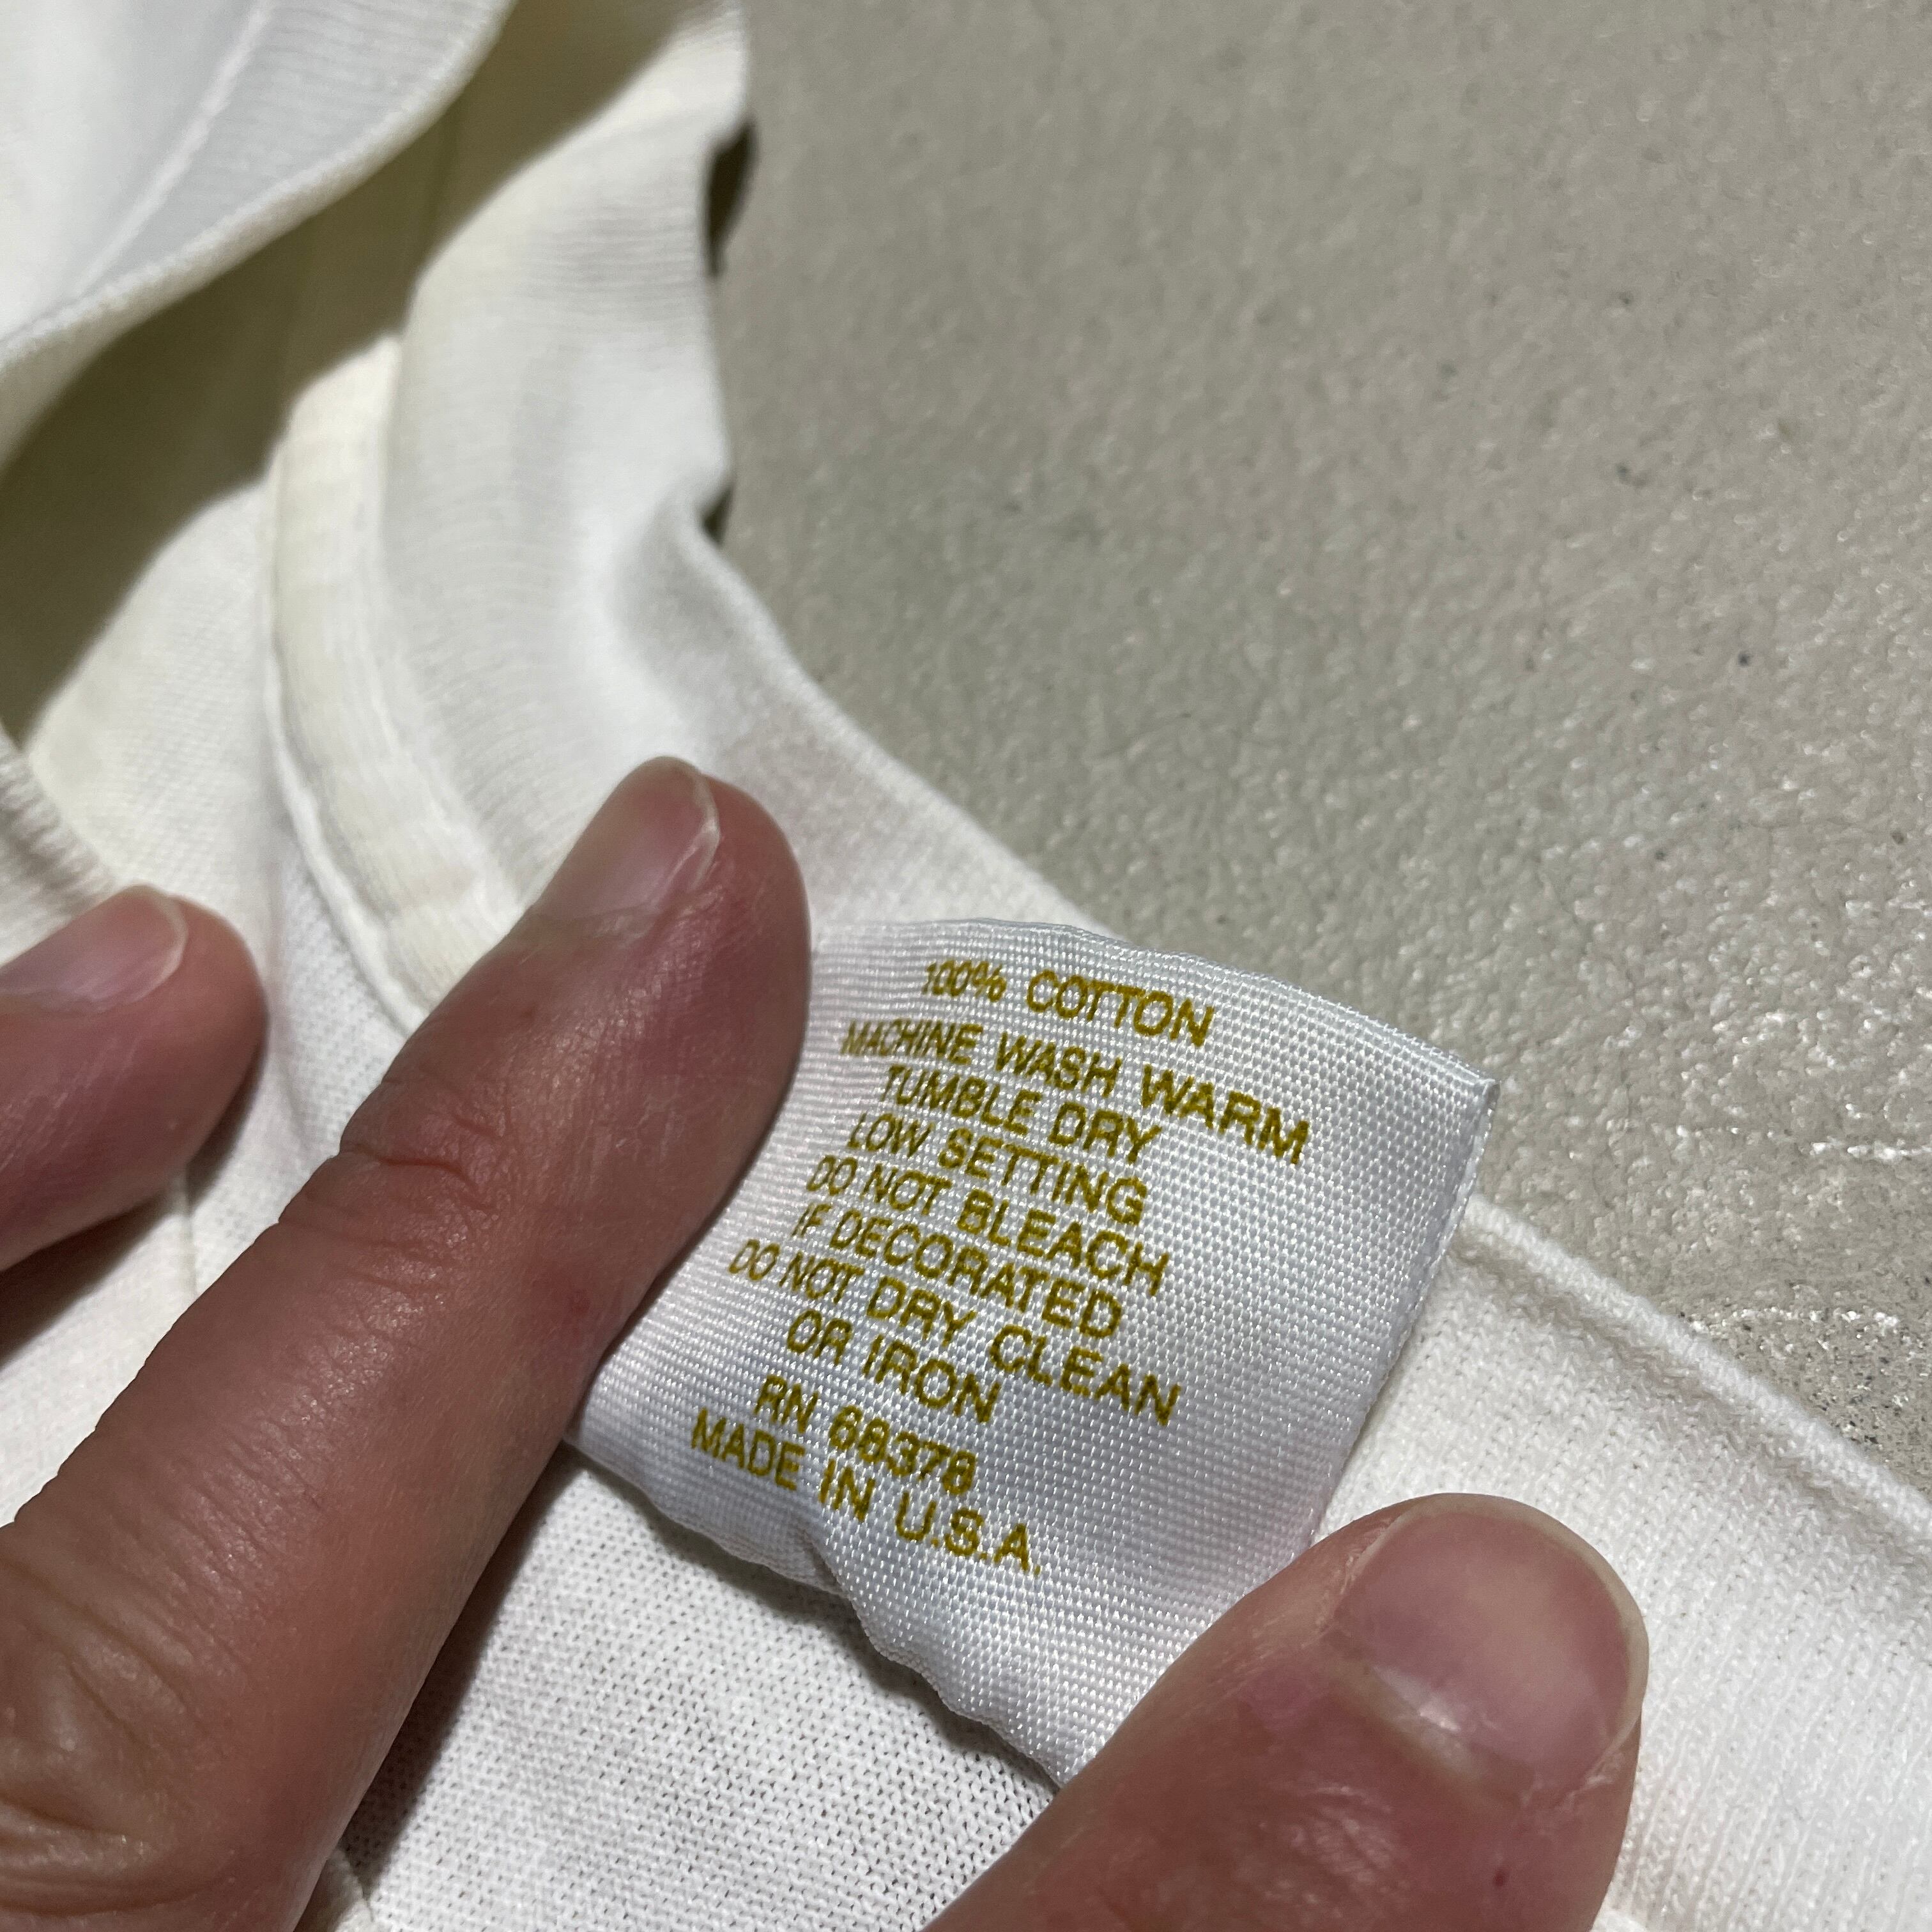 100% COTTON
MACHINE WASH WARM
TUMBLE DRY
LOW SETTING
DO NOT BLEACH
IF DECORATED
DO NOT DRY CLEAN
OR IRON
RN 68378
MADE IN U.S.A.